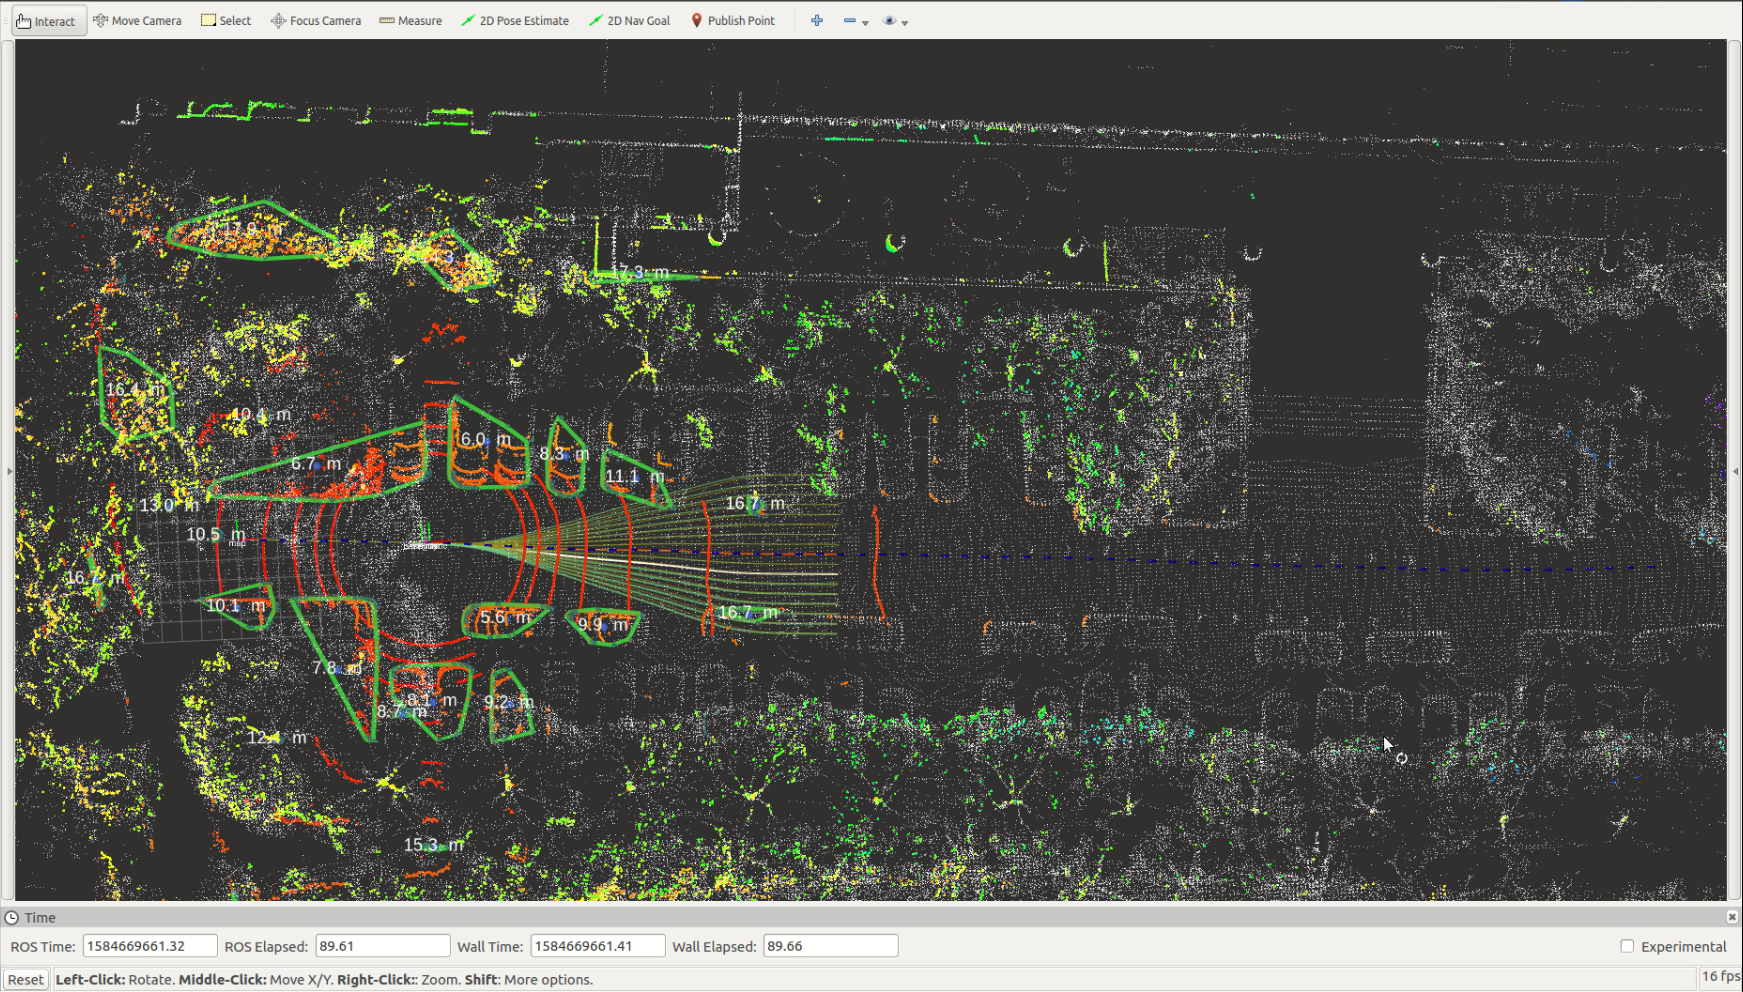 Interact Move Camera Select Focus Camera Measure 2D Pose Estimate 2D Nav Goal Publish Point
17.3 m
16.4 m
10.4 m
6.0 m
8.3 m
6.7 m
11.1 m
13.0 m
16.7 m
10.5 m
map
16.7 m
10.1 m
5.6 m
9.9 m
16.7 m
7.8 m
8.1 m
8.7 m
9.2 m
15.3 m
Time
ROS Time: 1584669661.32 ROS Elapsed: 89.61 Wall Time: 1584669661.41 Wall Elapsed: 89.66 Experimental
Reset Left-Click: Rotate. Middle-Click: Move X/Y. Right-Click:: Zoom. Shift: More options. 16 fps